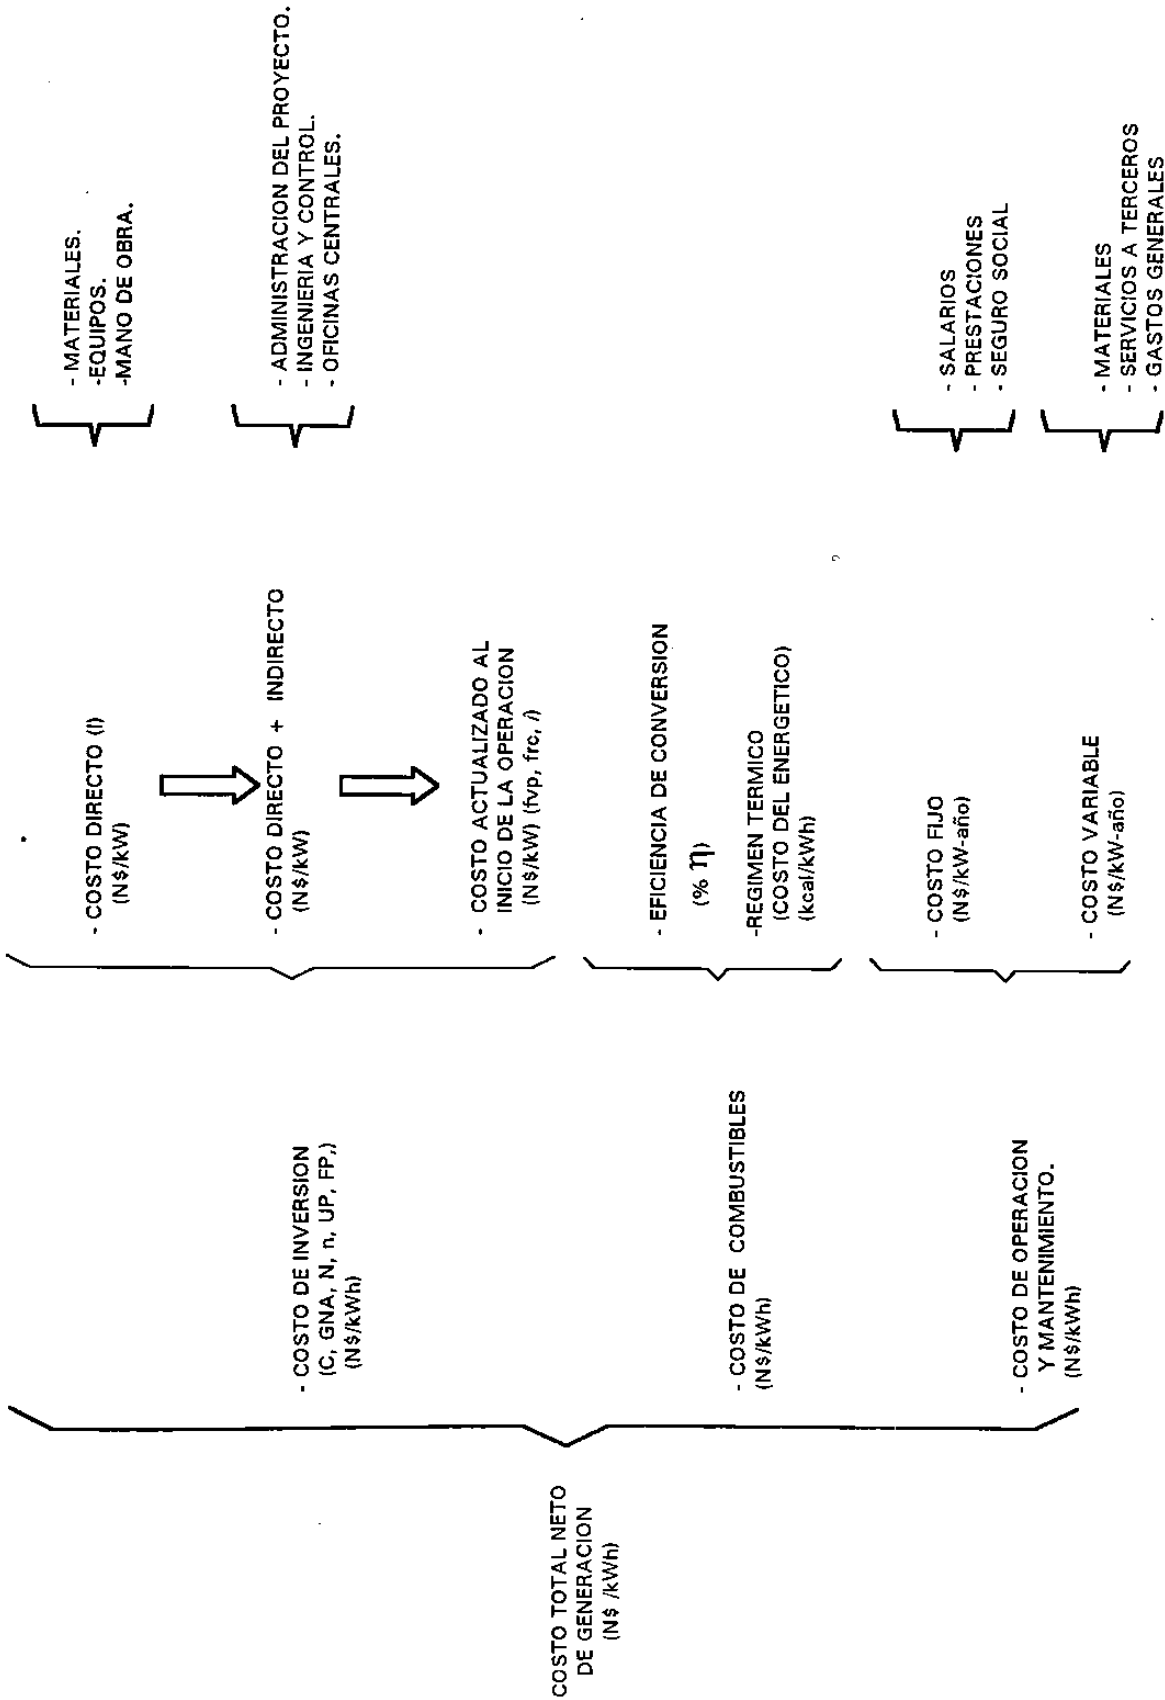 COSTO TOTAL NETO
DE GENERACION
(N$ /kWh)
- COSTO DE INVERSION
(C, GNA, N, n, UP, FP,)
(N$/kWh)
- COSTO DIRECTO (I)
(N$/kW)
- MATERIALES.
-EQUIPOS.
-MANO DE OBRA.
- COSTO DIRECTO + INDIRECTO
(N$/kW)
- ADMINISTRACION DEL PROYECTO.
- INGENIERIA Y CONTROL.
- OFICINAS CENTRALES.
- COSTO ACTUALIZADO AL
INICIO DE LA OPERACION
(N$/kW) (fvp, frc, i)
- COSTO DE COMBUSTIBLES
(N$/kWh)
- EFICIENCIA DE CONVERSION
(% η)
-REGIMEN TERMICO
(COSTO DEL ENERGETICO)
(kcal/kWh)
- COSTO DE OPERACION
Y MANTENIMIENTO.
(N$/kWh)
- COSTO FIJO
(N$/kW-año)
- SALARIOS
- PRESTACIONES
- SEGURO SOCIAL
- COSTO VARIABLE
(N$/kW-año)
- MATERIALES
- SERVICIOS A TERCEROS
- GASTOS GENERALES